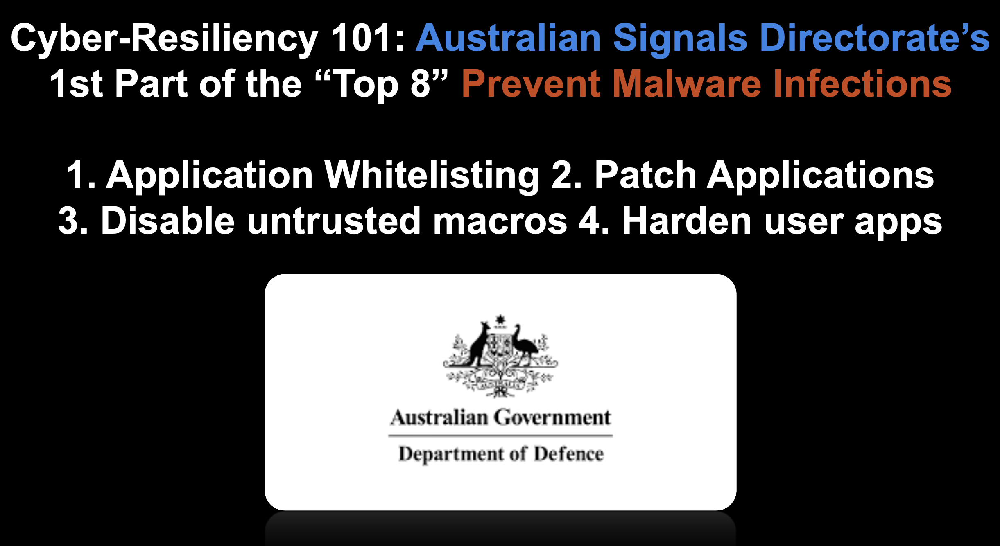 Cyber-Resiliency 101: Australian Signals Directorate’s
1st Part of the “Top 8” Prevent Malware Infections
1. Application Whitelisting 2. Patch Applications
3. Disable untrusted macros 4. Harden user apps
AUSTRALIA
Australian Government
Department of Defence